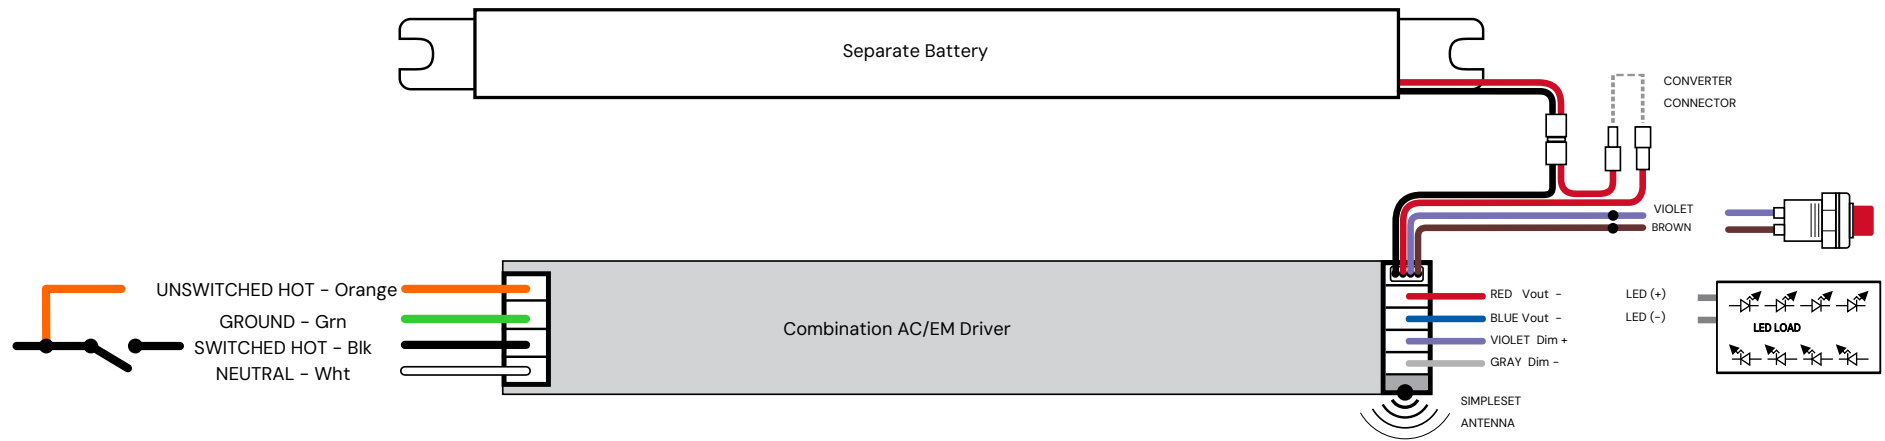 Separate Battery
CONVERTER
CONNECTOR
VIOLET
BROWN
UNSWITCHED HOT - Orange
GROUND - Grn
SWITCHED HOT - Blk
NEUTRAL - Wht
Combination AC/EM Driver
RED Vout -
BLUE Vout -
VIOLET Dim +
GRAY Dim -
LED (+)
LED (-)
LED LOAD
SIMPLESET
ANTENNA